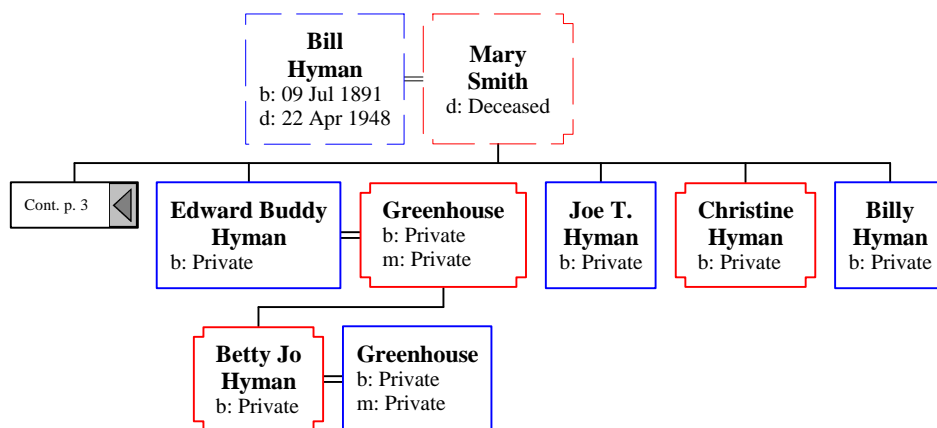 Bill
Hyman
b: 09 Jul 1891
d: 22 Apr 1948
Mary
Smith
d: Deceased
Cont. p. 3
Edward Buddy
Hyman
b: Private
Greenhouse
b: Private
m: Private
Joe T.
Hyman
b: Private
Christine
Hyman
b: Private
Billy
Hyman
b: Private
Betty Jo
Hyman
b: Private
Greenhouse
b: Private
m: Private